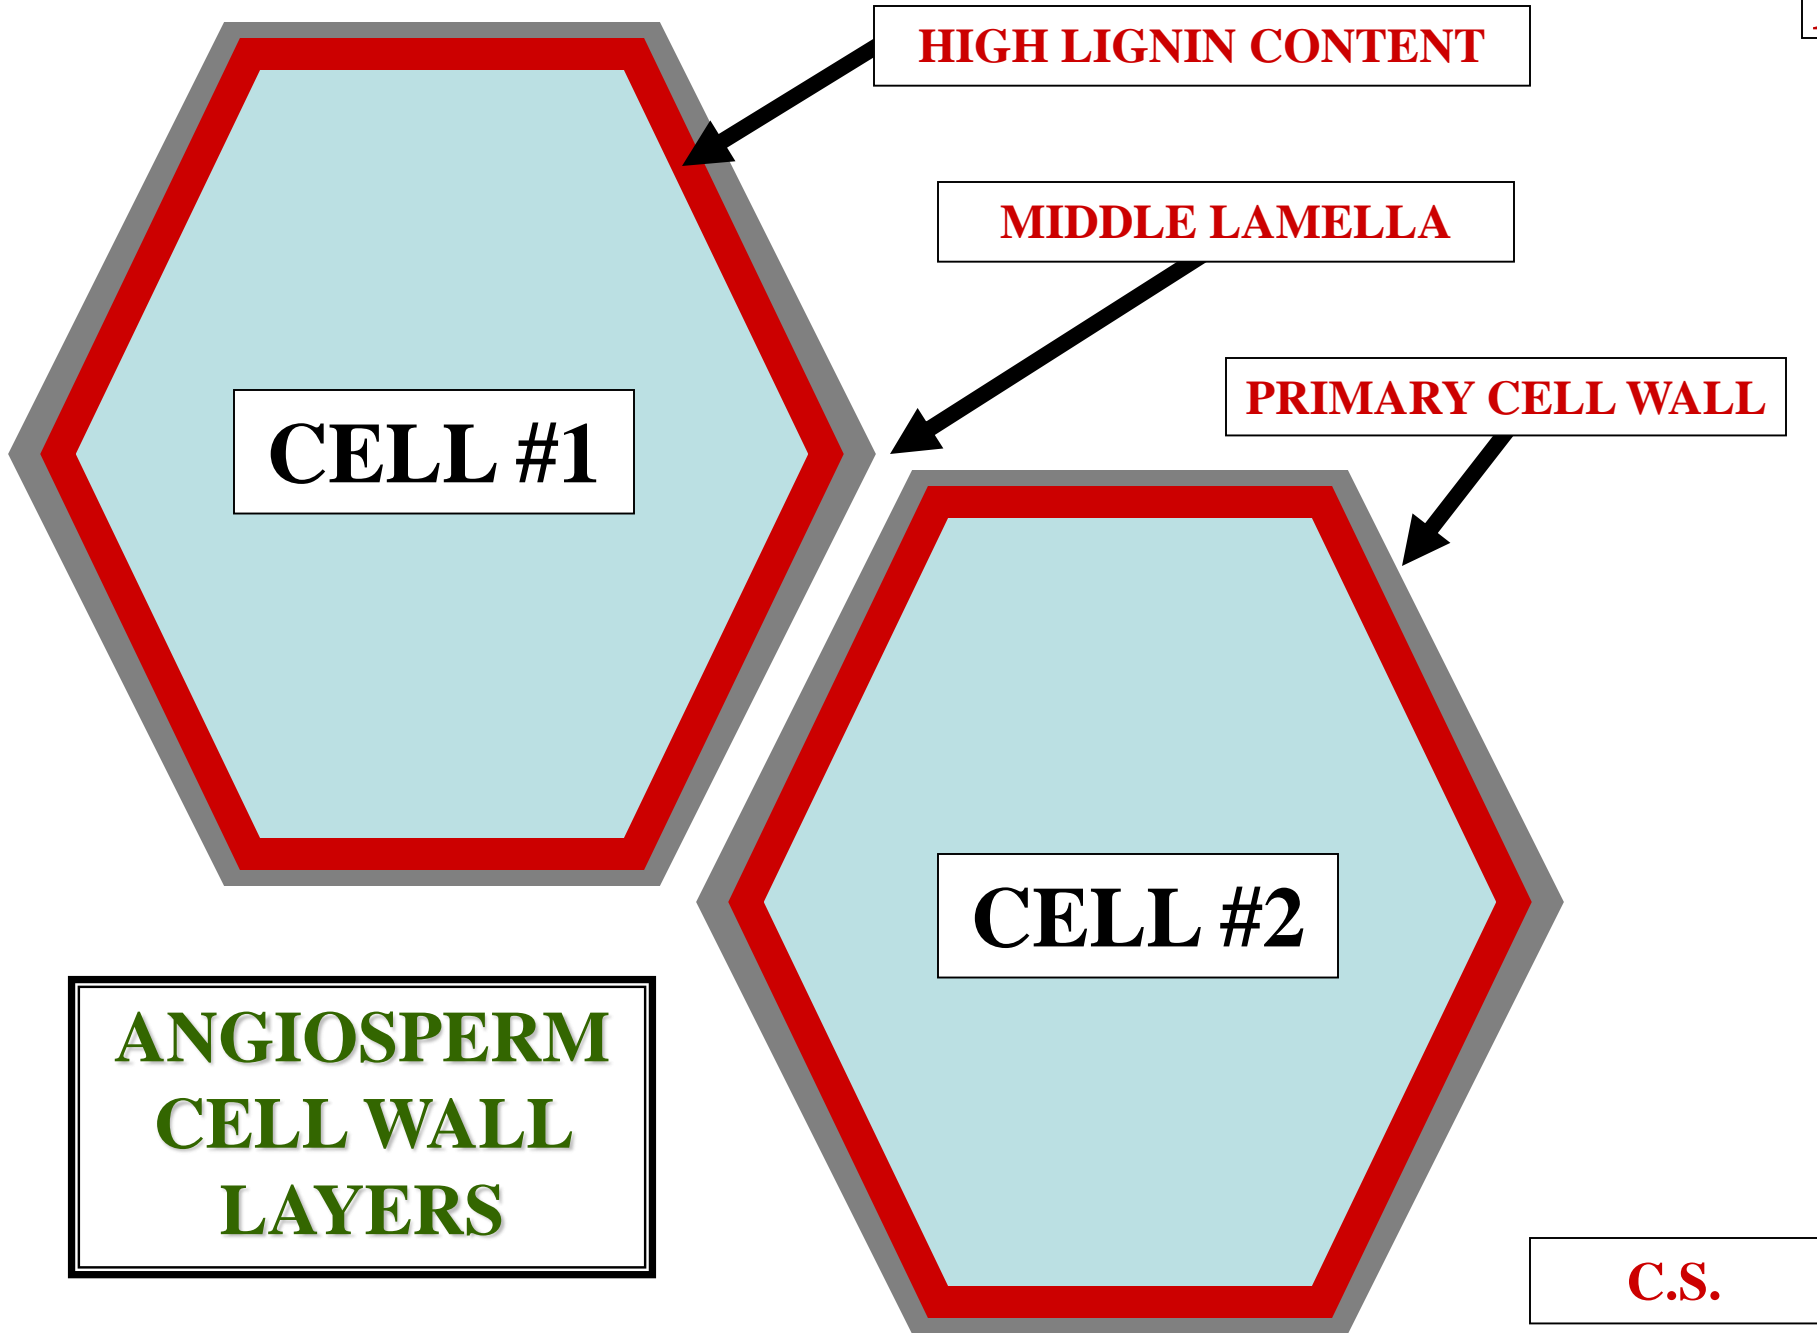 HIGH LIGNIN CONTENT
MIDDLE LAMELLA
PRIMARY CELL WALL
CELL #1
CELL #2
ANGIOSPERM
CELL WALL
LAYERS
C.S.